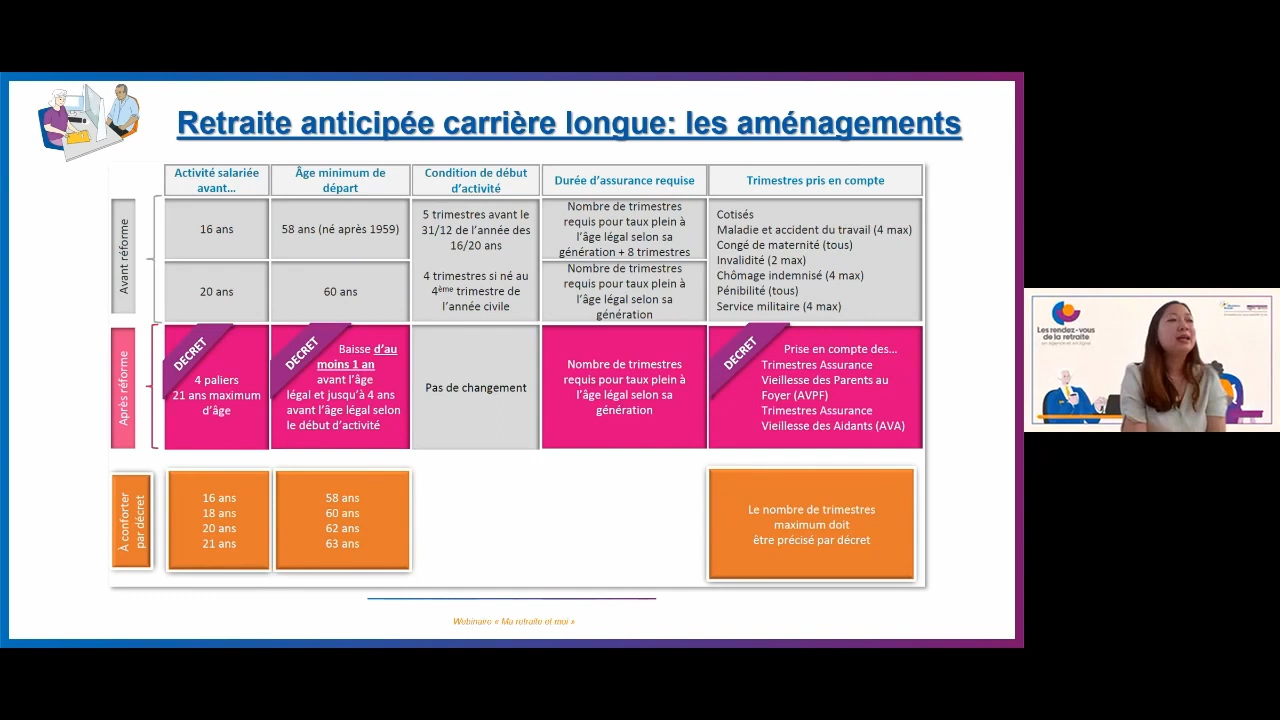 Retraite anticipée carrière longue: les aménagements
Activité salariée
avant...
Âge minimum de
départ
Condition de début
d'activité
Durée d'assurance requise
Trimestres pris en compte
Avant réforme
16 ans
58 ans (né après 1959)
5 trimestres avant le
31/12 de l'année des
16/20 ans
4 trimestres si né au
4ème trimestre de
l'année civile
Nombre de trimestres
requis pour taux plein à
l'âge légal selon sa
génération + 8 trimestres
Cotisés
Maladie et accident du travail (4 max)
Congé de maternité (tous)
Invalidité (2 max)
Chômage indemnisé (4 max)
Pénibilité (tous)
Service militaire (4 max)
20 ans
60 ans
Nombre de trimestres
requis pour taux plein à
l'âge légal selon sa
génération
Après réforme
DECRET
4 paliers
21 ans maximum
d'âge
DECRET
Baisse d'au
moins 1 an
avant l'âge
légal et jusqu'à 4 ans
avant l'âge légal selon
le début d'activité
Pas de changement
Nombre de trimestres
requis pour taux plein à
l'âge légal selon sa
génération
DECRET
Prise en compte des...
Trimestres Assurance
Vieillesse des Parents au
Foyer (AVPF)
Trimestres Assurance
Vieillesse des Aidants (AVA)
À conforter
par décret
16 ans
18 ans
20 ans
21 ans
58 ans
60 ans
62 ans
63 ans
Le nombre de trimestres
maximum doit
être précisé par décret
Webinaire « Ma retraite et moi »
Les rendez-vous
de la retraite
en agence et en ligne